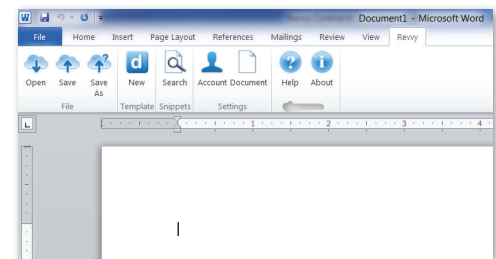 W Document1 - Microsoft Word
File Home Insert Page Layout References Mailings Review View Revvy
d ? i
Open Save Save As New Search Account Document Help About
File Template Snippets Settings
L 1 2 3 4